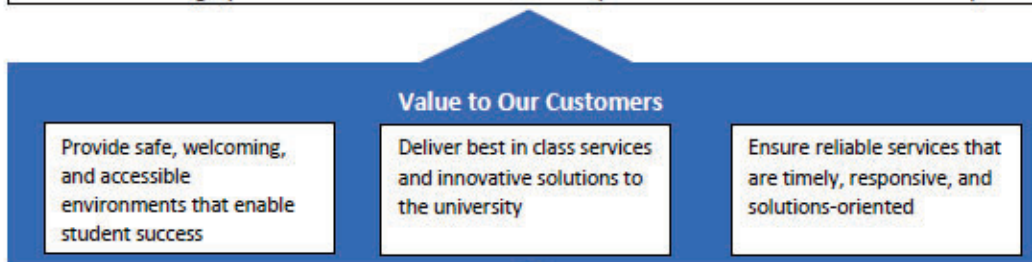 Value to Our Customers
Provide safe, welcoming,
and accessible
environments that enable
student success
Deliver best in class services
and innovative solutions to
the university
Ensure reliable services that
are timely, responsive, and
solutions-oriented